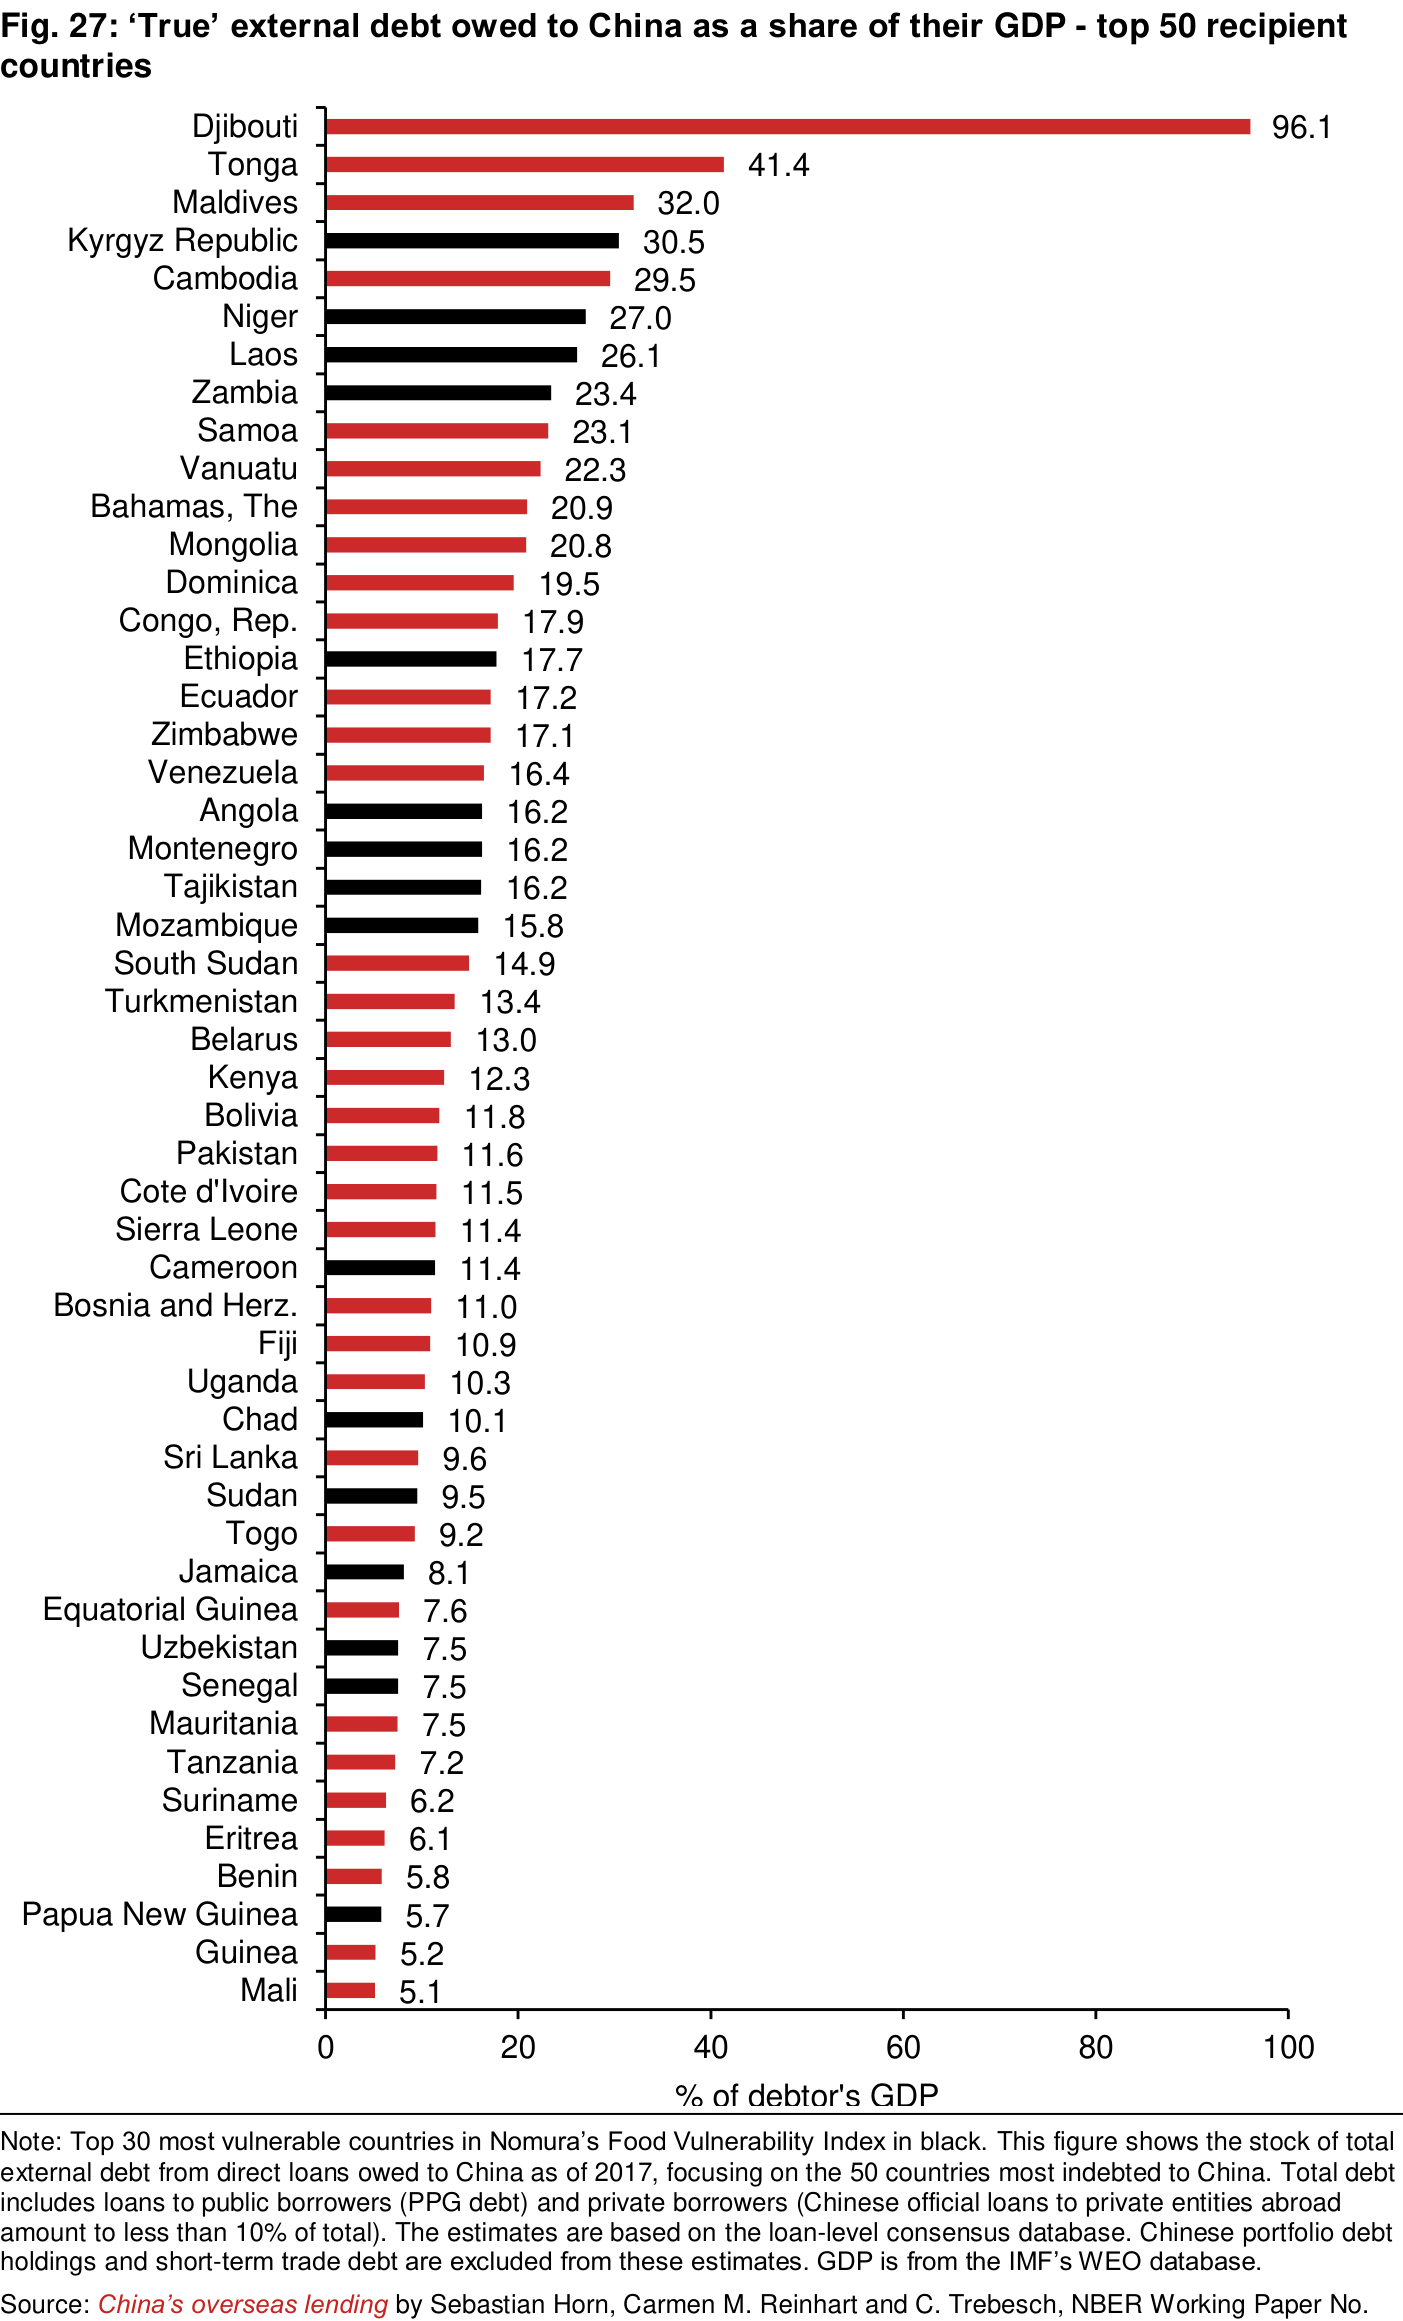 Fig. 27: ‘True’ external debt owed to China as a share of their GDP - top 50 recipient
countries
Djibouti 96.1
Tonga 41.4
Maldives 32.0
Kyrgyz Republic 30.5
Cambodia 29.5
Niger 27.0
Laos 26.1
Zambia 23.4
Samoa 23.1
Vanuatu 22.3
Bahamas, The 20.9
Mongolia 20.8
Dominica 19.5
Congo, Rep. 17.9
Ethiopia 17.7
Ecuador 17.2
Zimbabwe 17.1
Venezuela 16.4
Angola 16.2
Montenegro 16.2
Tajikistan 16.2
Mozambique 15.8
South Sudan 14.9
Turkmenistan 13.4
Belarus 13.0
Kenya 12.3
Bolivia 11.8
Pakistan 11.6
Cote d'Ivoire 11.5
Sierra Leone 11.4
Cameroon 11.4
Bosnia and Herz. 11.0
Fiji 10.9
Uganda 10.3
Chad 10.1
Sri Lanka 9.6
Sudan 9.5
Togo 9.2
Jamaica 8.1
Equatorial Guinea 7.6
Uzbekistan 7.5
Senegal 7.5
Mauritania 7.5
Tanzania 7.2
Suriname 6.2
Eritrea 6.1
Benin 5.8
Papua New Guinea 5.7
Guinea 5.2
Mali 5.1
0 20 40 60 80 100
% of debtor's GDP
Note: Top 30 most vulnerable countries in Nomura’s Food Vulnerability Index in black. This figure shows the stock of total
external debt from direct loans owed to China as of 2017, focusing on the 50 countries most indebted to China. Total debt
includes loans to public borrowers (PPG debt) and private borrowers (Chinese official loans to private entities abroad
amount to less than 10% of total). The estimates are based on the loan-level consensus database. Chinese portfolio debt
holdings and short-term trade debt are excluded from these estimates. GDP is from the IMF’s WEO database.
Source: China’s overseas lending by Sebastian Horn, Carmen M. Reinhart and C. Trebesch, NBER Working Paper No.